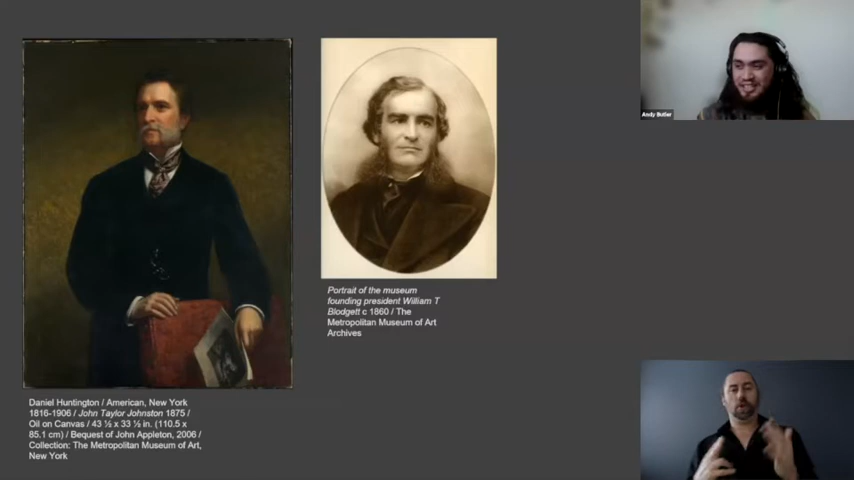 Andy Butler
Portrait of the museum
founding president William T
Blodgett c 1860 / The
Metropolitan Museum of Art
Archives
Daniel Huntington / American, New York
1816-1906 / John Taylor Johnston 1875 /
Oil on Canvas / 43 ½ x 33 ½ in. (110.5 x
85.1 cm) / Bequest of John Appleton, 2006 /
Collection: The Metropolitan Museum of Art,
New York